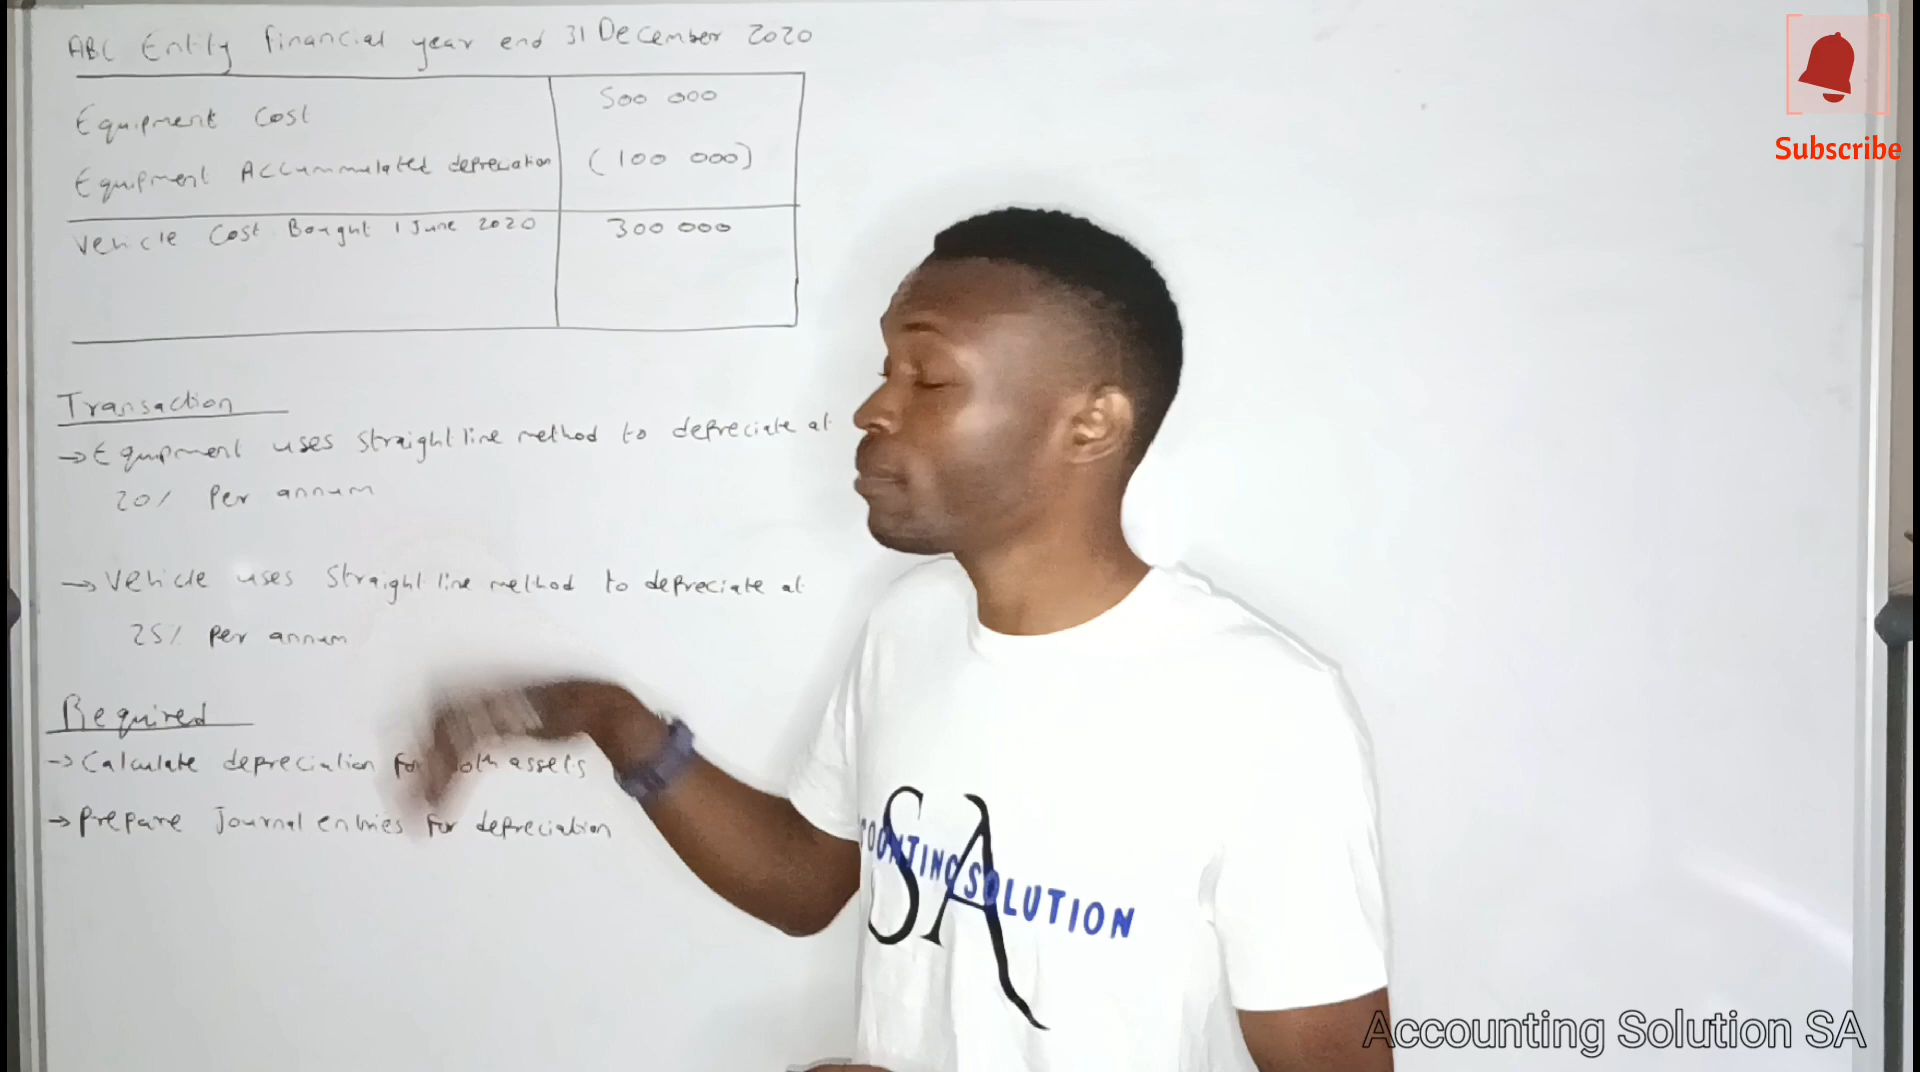 ABC Entity financial year end 31 December 2020
Equipment Cost 500 000
Equipment Accummulated depreciation (100 000)
Vehicle Cost Bought 1 June 2020 300 000
Transaction
→ Equipment uses straight line method to depreciate at
20% Per annum
→ Vehicle uses straight line method to depreciate at
25% Per annum
Required
→ Calculate depreciation for both assets
→ Prepare Journal entries for depreciation
Subscribe
SA
SOLUTION
Accounting Solution SA